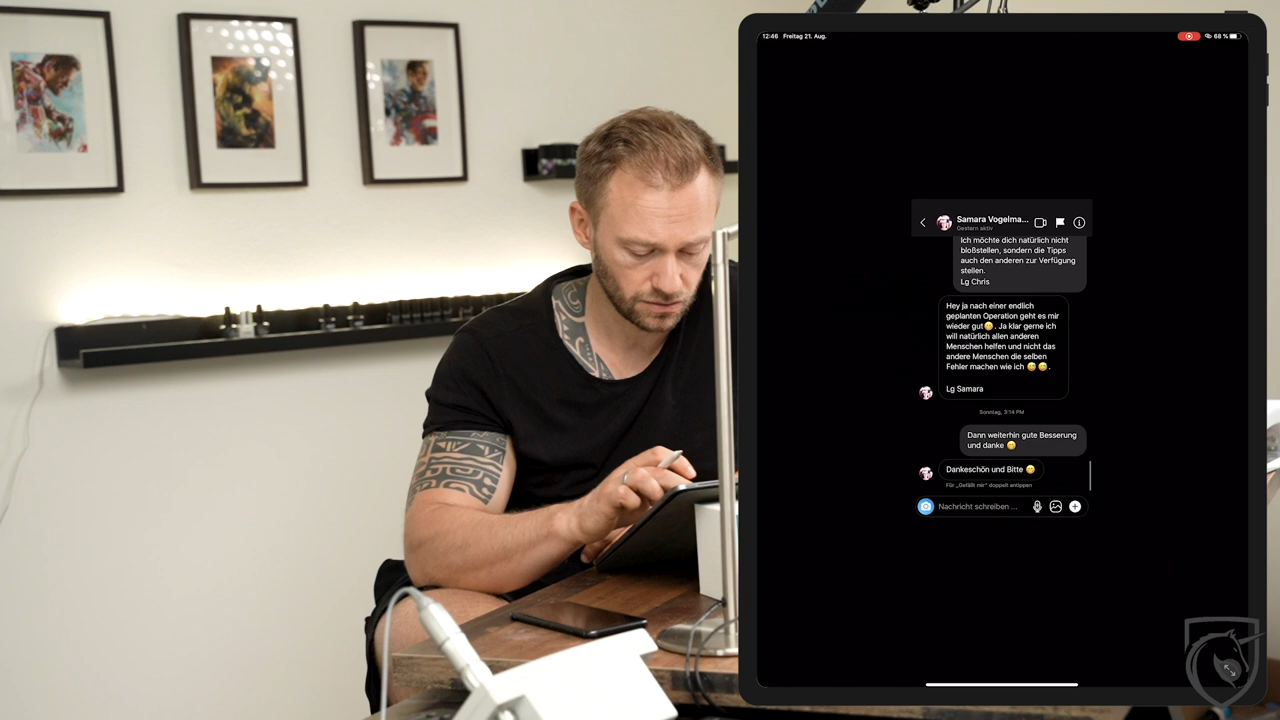 12:46 Freitag 21. Aug.
68 %
Samara Vogelma...
Gestern aktiv
Ich möchte dich natürlich nicht
bloßstellen, sondern die Tipps
auch den anderen zur Verfügung
stellen.
Lg Chris
Hey ja nach einer endlich
geplanten Operation geht es mir
wieder gut😁. Ja klar gerne ich
will natürlich allen anderen
Menschen helfen und nicht das
andere Menschen die selben
Fehler machen wie ich 😅😅.
Lg Samara
Sonntag, 3:14 PM
Dann weiterhin gute Besserung
und danke 😁
Dankeschön und Bitte 😁
Für „Gefällt mir" doppelt antippen
Nachricht schreiben ...